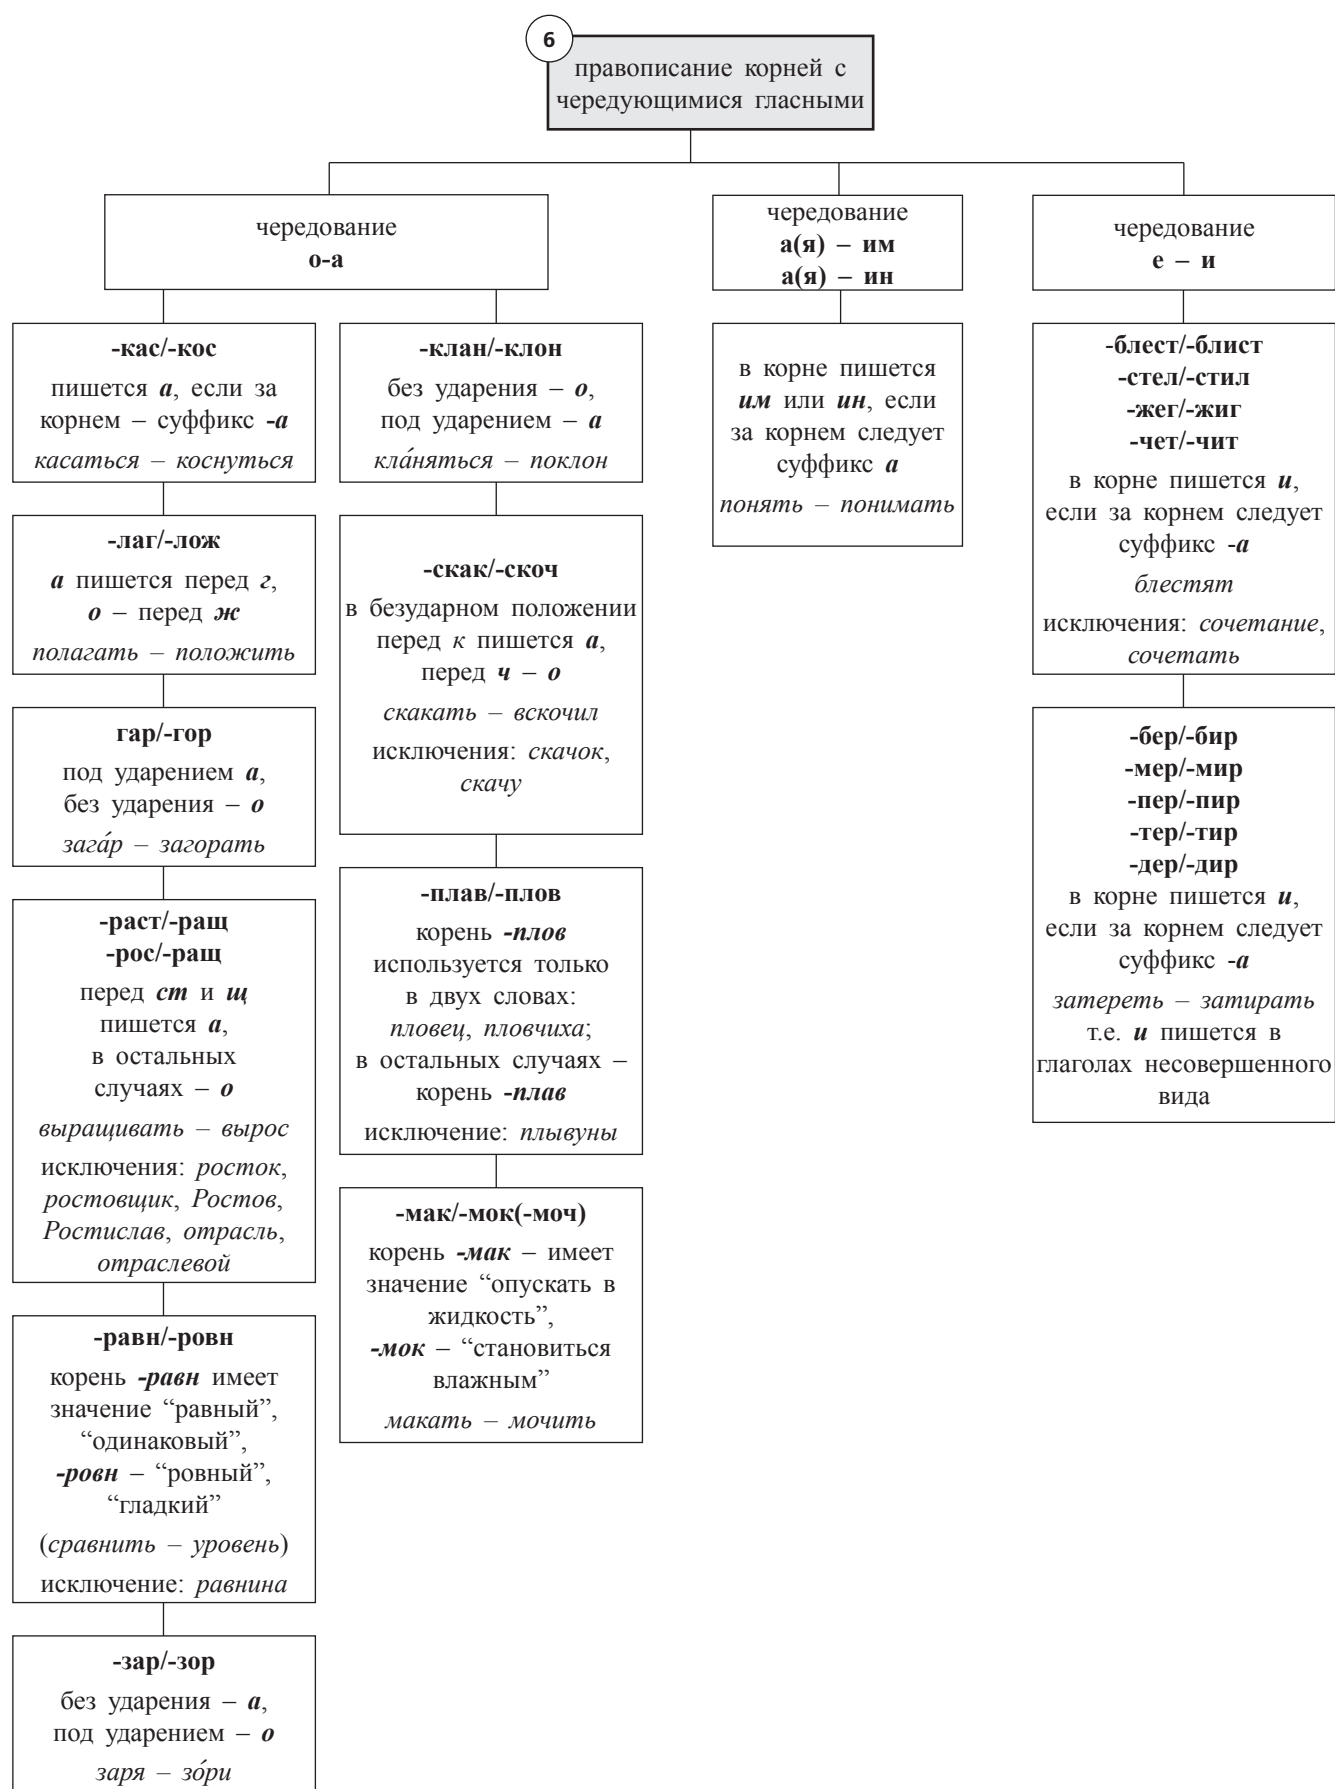 6
правописание корней с
чередующимися гласными
чередование
о-а
-кас/-кос
пишется а, если за
корнем – суффикс -а
касаться – коснуться
-лаг/-лож
а пишется перед г,
о – перед ж
полагать – положить
гар/-гор
под ударением а,
без ударения – о
зага́р – загорать
-раст/-ращ
-рос/-ращ
перед ст и щ
пишется а,
в остальных
случаях – о
выращивать – вырос
исключения: росток,
ростовщик, Ростов,
Ростислав, отрасль,
отраслевой
-равн/-ровн
корень -равн имеет
значение “равный”,
“одинаковый”,
-ровн – “ровный”,
“гладкий”
(сравнить – уровень)
исключение: равнина
-зар/-зор
без ударения – а,
под ударением – о
заря – зо́ри
-клан/-клон
без ударения – о,
под ударением – а
кла́няться – поклон
-скак/-скоч
в безударном положении
перед к пишется а,
перед ч – о
скакать – вскочил
исключения: скачок,
скачу
-плав/-плов
корень -плов
используется только
в двух словах:
пловец, пловчиха;
в остальных случаях –
корень -плав
исключение: плывуны
-мак/-мок(-моч)
корень -мак – имеет
значение “опускать в
жидкость”,
-мок – “становиться
влажным”
макать – мочить
чередование
а(я) – им
а(я) – ин
в корне пишется
им или ин, если
за корнем следует
суффикс а
понять – понимать
чередование
е – и
-блест/-блист
-стел/-стил
-жег/-жиг
-чет/-чит
в корне пишется и,
если за корнем следует
суффикс -а
блестят
исключения: сочетание,
сочетать
-бер/-бир
-мер/-мир
-пер/-пир
-тер/-тир
-дер/-дир
в корне пишется и,
если за корнем следует
суффикс -а
затереть – затирать
т.е. и пишется в
глаголах несовершенного
вида